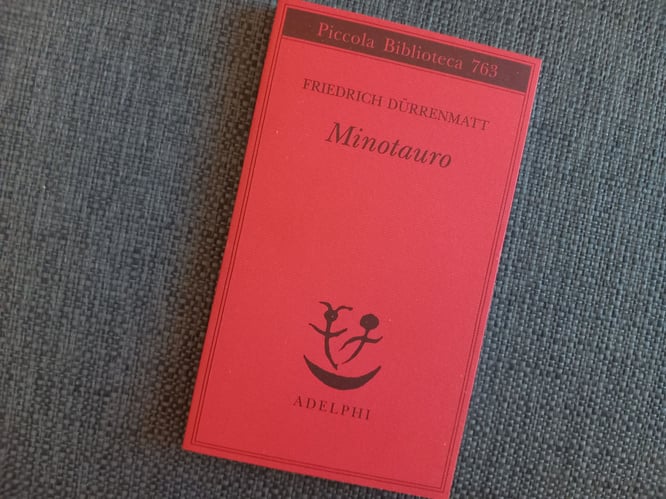 Piccola Biblioteca 763
FRIEDRICH DÜRRENMATT
Minotauro
ADELPHI